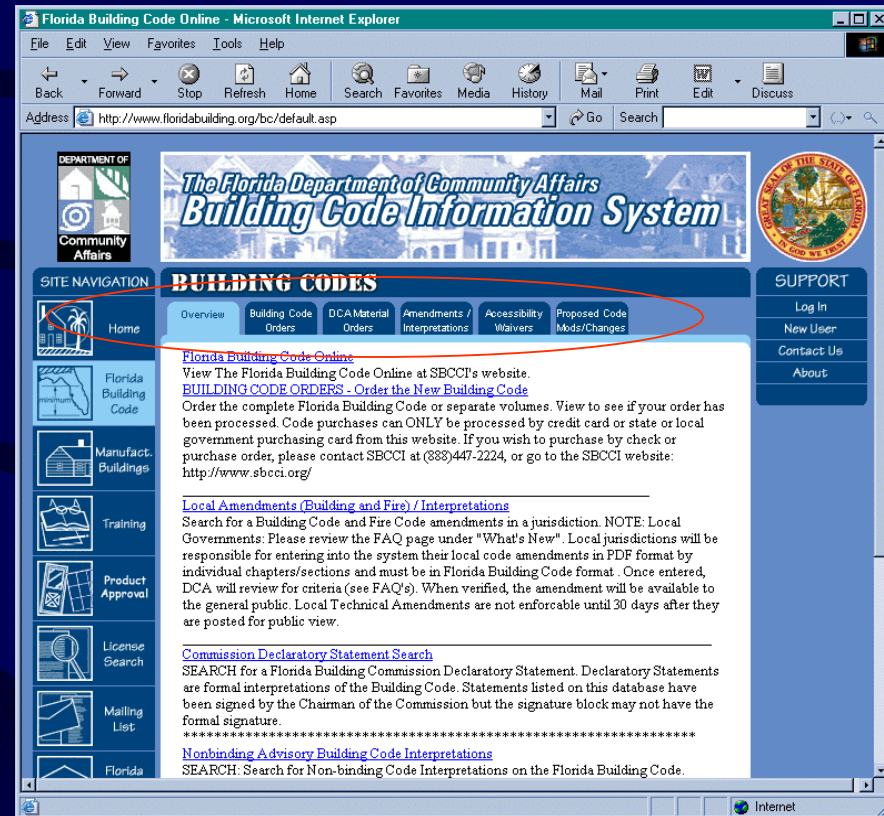 Florida Building Code Online - Microsoft Internet Explorer
File Edit View Favorites Tools Help
Back Forward Stop Refresh Home Search Favorites Media History Mail Print Edit Discuss
Address http://www.floridabuilding.org/bc/default.asp Go Search
DEPARTMENT OF
Community
Affairs
The Florida Department of Community Affairs
Building Code Information System
GREAT SEAL OF THE STATE OF FLORIDA
IN GOD WE TRUST
SITE NAVIGATION
Home
Florida
Building
Code
minimum
Manufact.
Buildings
Training
Product
Approval
License
Search
Mailing
List
Florida
BUILDING CODES
Overview
Building Code
Orders
DCA Material
Orders
Amendments /
Interpretations
Accessibility
Waivers
Proposed Code
Mods/Changes
Florida Building Code Online
View The Florida Building Code Online at SBCCI's website.
BUILDING CODE ORDERS - Order the New Building Code
Order the complete Florida Building Code or separate volumes. View to see if your order has
been processed. Code purchases can ONLY be processed by credit card or state or local
government purchasing card from this website. If you wish to purchase by check or
purchase order, please contact SBCCI at (888)447-2224, or go to the SBCCI website:
http://www.sbcci.org/
Local Amendments (Building and Fire) / Interpretations
Search for a Building Code and Fire Code amendments in a jurisdiction. NOTE: Local
Governments: Please review the FAQ page under "What's New". Local jurisdictions will be
responsible for entering into the system their local code amendments in PDF format by
individual chapters/sections and must be in Florida Building Code format . Once entered,
DCA will review for criteria (see FAQ's). When verified, the amendment will be available to
the general public. Local Technical Amendments are not enforcable until 30 days after they
are posted for public view.
Commission Declaratory Statement Search
SEARCH for a Florida Building Commission Declaratory Statement. Declaratory Statements
are formal interpretations of the Building Code. Statements listed on this database have
been signed by the Chairman of the Commission but the signature block may not have the
formal signature.
******************************************************************
Nonbinding Advisory Building Code Interpretations
SEARCH: Search for Non-binding Code Interpretations on the Florida Building Code.
SUPPORT
Log In
New User
Contact Us
About
Internet